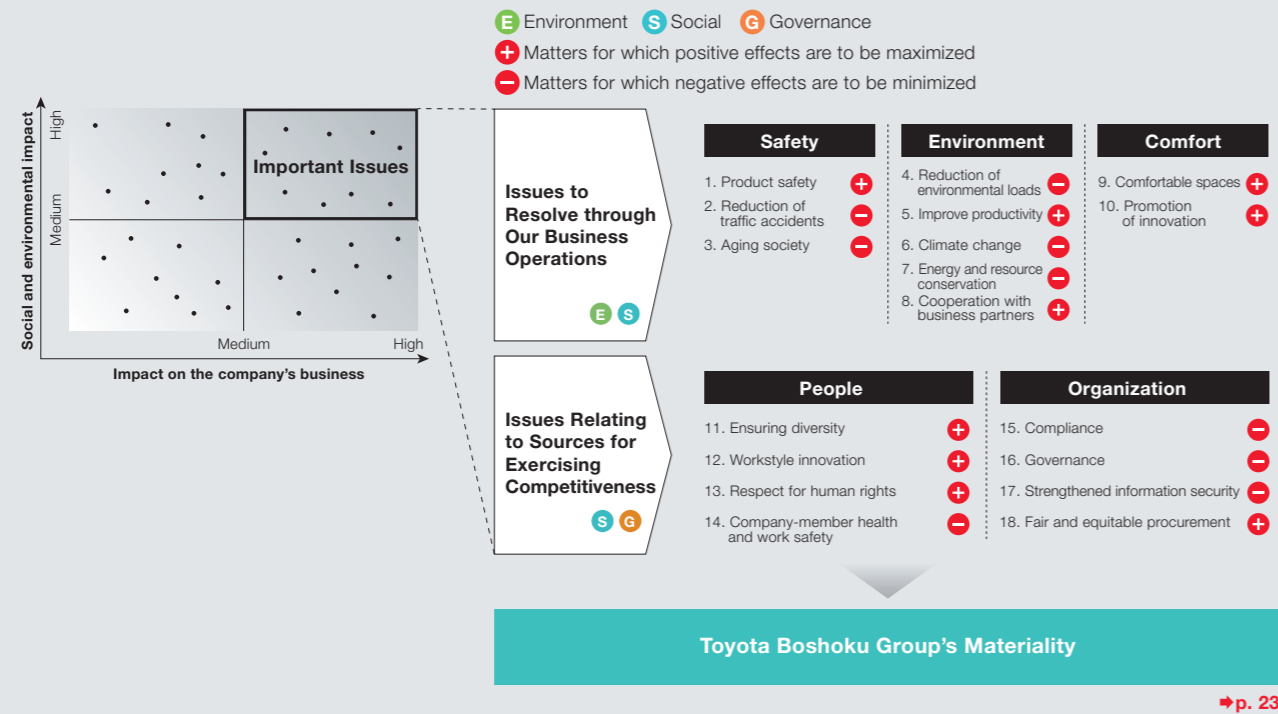 E Environment S Social G Governance
+ Matters for which positive effects are to be maximized
− Matters for which negative effects are to be minimized
Social and environmental impact
High
Medium
Important Issues
Medium
High
Impact on the company's business
Issues to
Resolve through
Our Business
Operations
E S
Safety
1. Product safety +
2. Reduction of
traffic accidents −
3. Aging society −
Environment
4. Reduction of
environmental loads −
5. Improve productivity +
6. Climate change −
7. Energy and resource
conservation −
8. Cooperation with
business partners +
Comfort
9. Comfortable spaces +
10. Promotion
of innovation +
Issues Relating
to Sources for
Exercising
Competitiveness
S G
People
11. Ensuring diversity +
12. Workstyle innovation +
13. Respect for human rights +
14. Company-member health
and work safety −
Organization
15. Compliance −
16. Governance −
17. Strengthened information security −
18. Fair and equitable procurement +
Toyota Boshoku Group's Materiality
➡p. 23